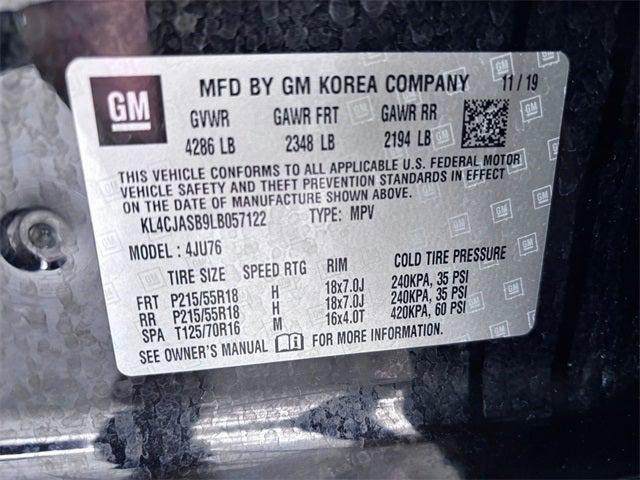 GM
MFD BY GM KOREA COMPANY 11/19
GVWR GAWR FRT GAWR RR
4286 LB 2348 LB 2194 LB
THIS VEHICLE CONFORMS TO ALL APPLICABLE U.S. FEDERAL MOTOR
VEHICLE SAFETY AND THEFT PREVENTION STANDARDS IN EFFECT
ON THE DATE OF MANUFACTURE SHOWN ABOVE.
KL4CJASB9LB057122 TYPE: MPV
MODEL: 4JU76
TIRE SIZE SPEED RTG RIM COLD TIRE PRESSURE
FRT P215/55R18 H 18x7.0J 240KPA, 35 PSI
RR P215/55R18 H 18x7.0J 240KPA, 35 PSI
SPA T125/70R16 M 16x4.0T 420KPA, 60 PSI
SEE OWNER'S MANUAL FOR MORE INFORMATION.